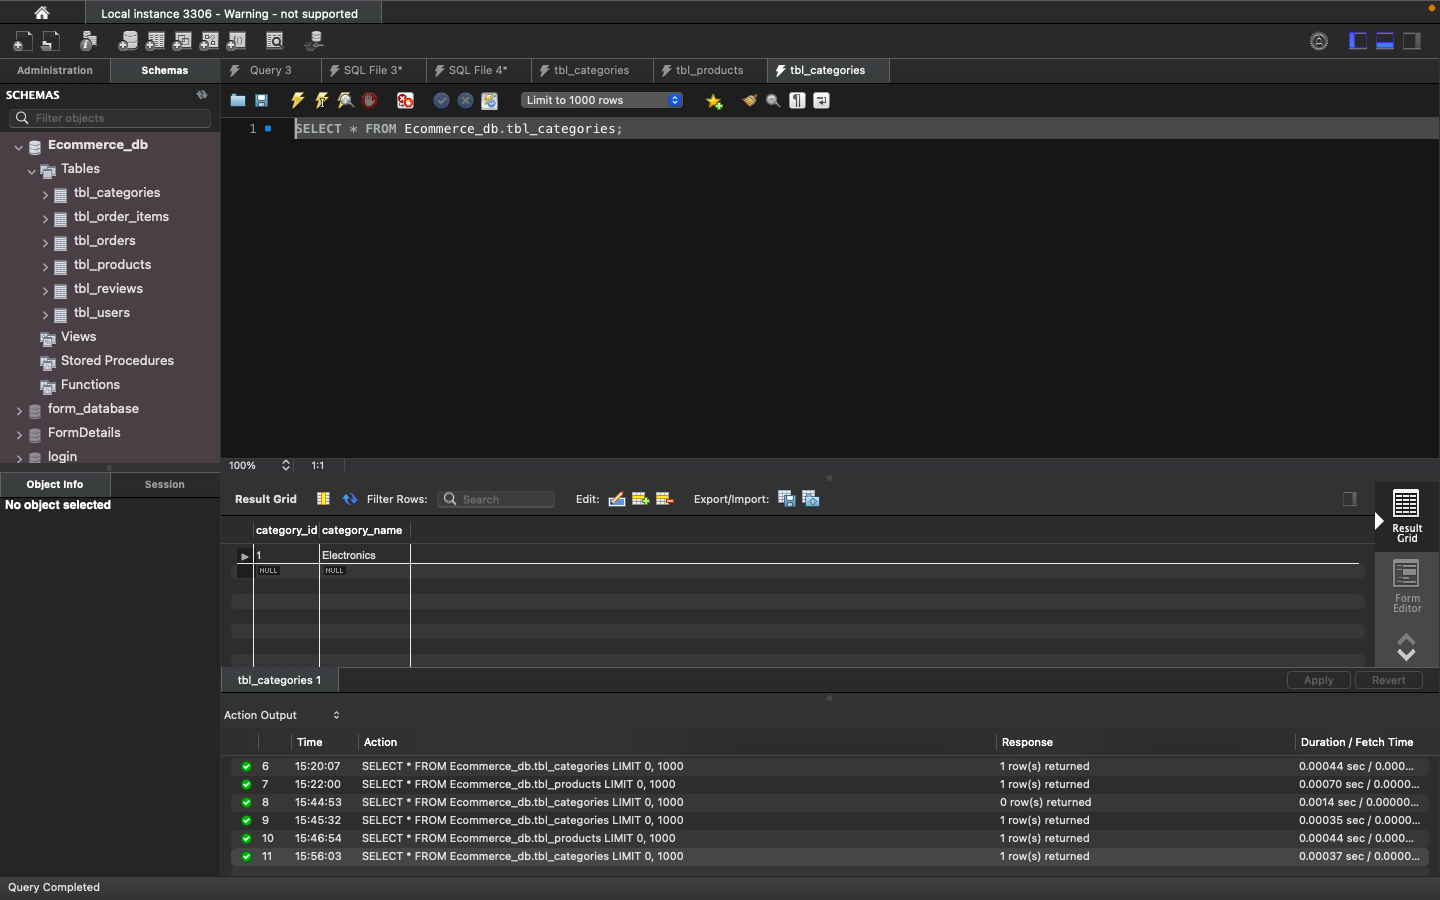 Local instance 3306 - Warning - not supported
Administration
Schemas
Query 3
SQL File 3*
SQL File 4*
tbl_categories
tbl_products
tbl_categories
SCHEMAS
Filter objects
Ecommerce_db
Tables
tbl_categories
tbl_order_items
tbl_orders
tbl_products
tbl_reviews
tbl_users
Views
Stored Procedures
Functions
form_database
FormDetails
login
Object Info
Session
No object selected
Limit to 1000 rows
1 SELECT * FROM Ecommerce_db.tbl_categories;
100%
1:1
Result Grid
Filter Rows:
Search
Edit:
Export/Import:
category_id category_name
1 Electronics
NULL NULL
Result
Grid
Form
Editor
tbl_categories 1
Apply
Revert
Action Output
Time Action Response Duration / Fetch Time
6 15:20:07 SELECT * FROM Ecommerce_db.tbl_categories LIMIT 0, 1000 1 row(s) returned 0.00044 sec / 0.000...
7 15:22:00 SELECT * FROM Ecommerce_db.tbl_products LIMIT 0, 1000 1 row(s) returned 0.00070 sec / 0.0000...
8 15:44:53 SELECT * FROM Ecommerce_db.tbl_categories LIMIT 0, 1000 0 row(s) returned 0.0014 sec / 0.00000...
9 15:45:32 SELECT * FROM Ecommerce_db.tbl_categories LIMIT 0, 1000 1 row(s) returned 0.00035 sec / 0.0000...
10 15:46:54 SELECT * FROM Ecommerce_db.tbl_products LIMIT 0, 1000 1 row(s) returned 0.00044 sec / 0.0000...
11 15:56:03 SELECT * FROM Ecommerce_db.tbl_categories LIMIT 0, 1000 1 row(s) returned 0.00037 sec / 0.0000...
Query Completed